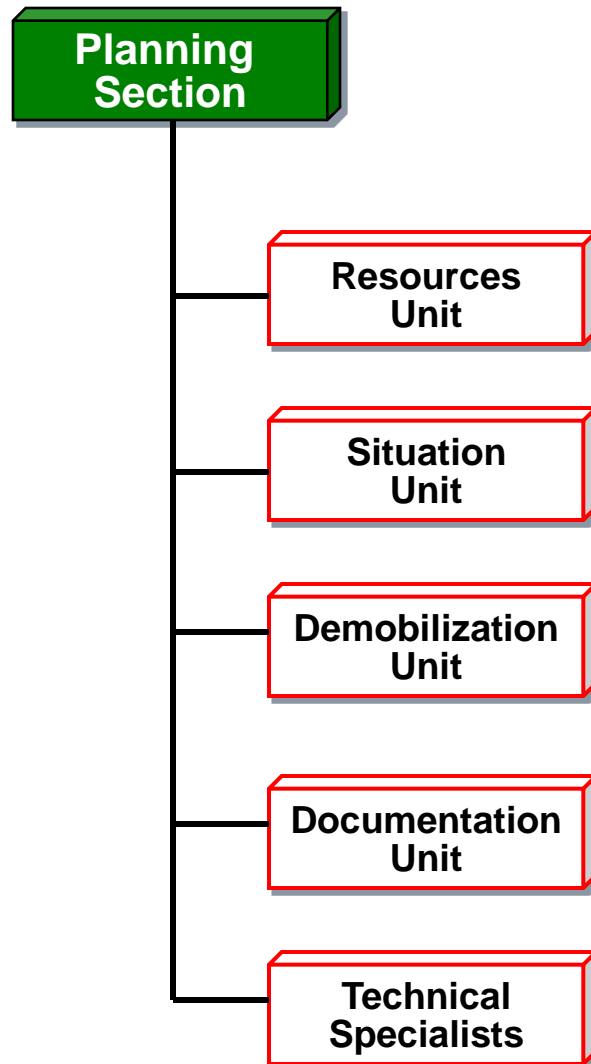 Planning
Section
Resources
Unit
Situation
Unit
Demobilization
Unit
Documentation
Unit
Technical
Specialists